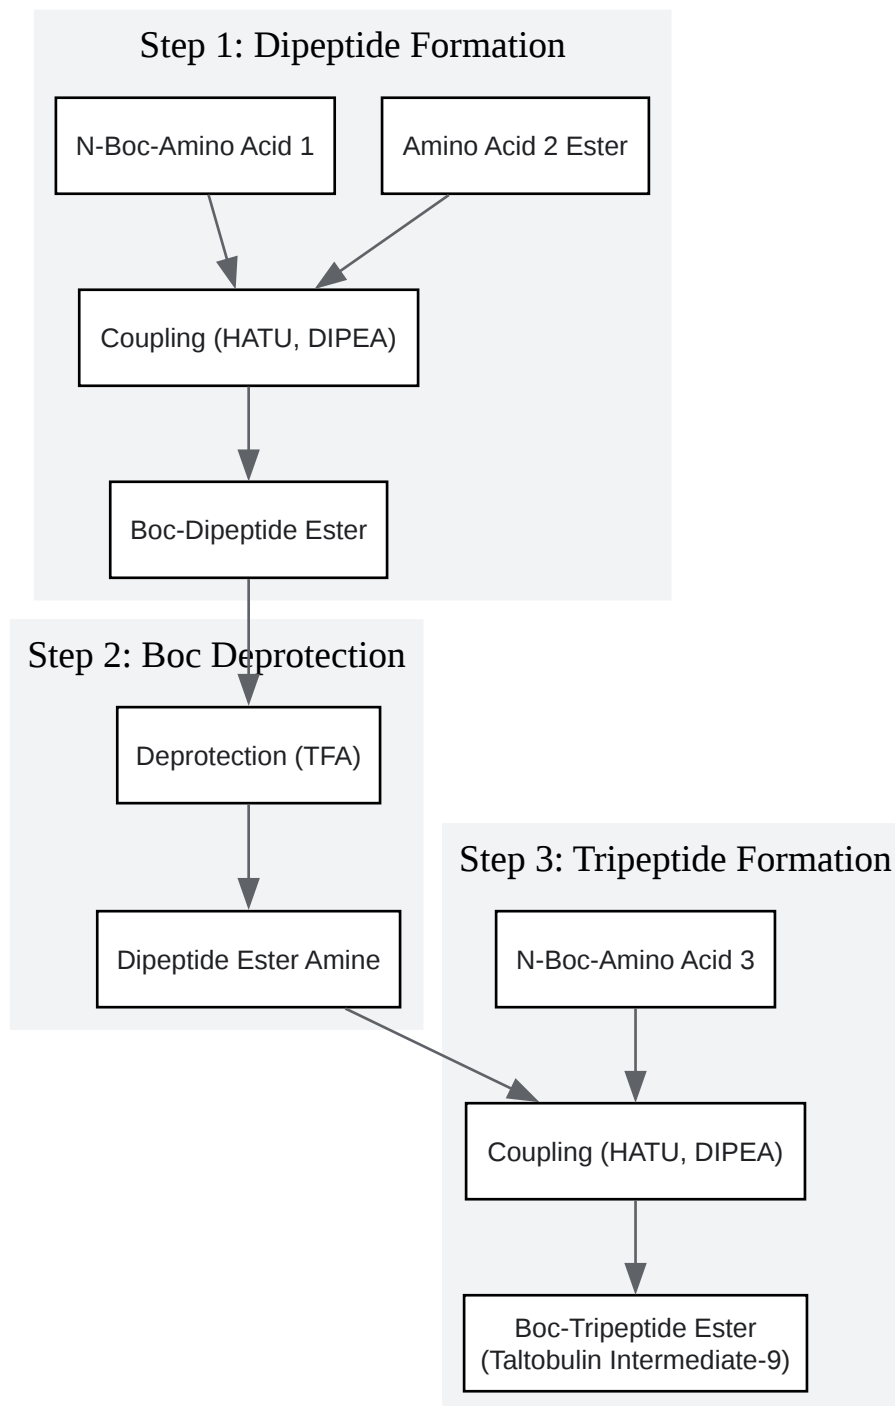 Step 1: Dipeptide Formation
N-Boc-Amino Acid 1
Amino Acid 2 Ester
Coupling (HATU, DIPEA)
Boc-Dipeptide Ester
Step 2: Boc Deprotection
Deprotection (TFA)
Dipeptide Ester Amine
Step 3: Tripeptide Formation
N-Boc-Amino Acid 3
Coupling (HATU, DIPEA)
Boc-Tripeptide Ester
(Taltobulin Intermediate-9)